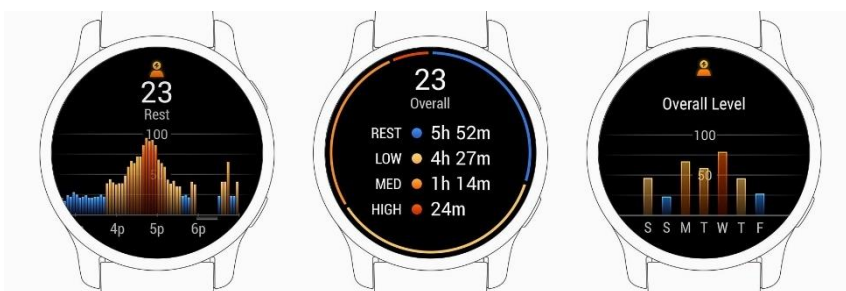 23
Rest
100
50
4p 5p 6p
23
Overall
REST 5h 52m
LOW 4h 27m
MED 1h 14m
HIGH 24m
Overall Level
100
50
S S M T W T F